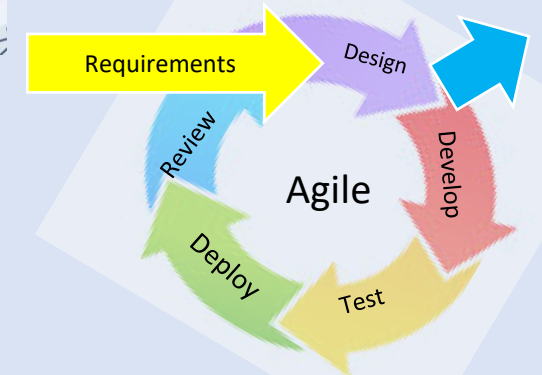 Requirements
Design
Develop
Test
Deploy
Review
Agile